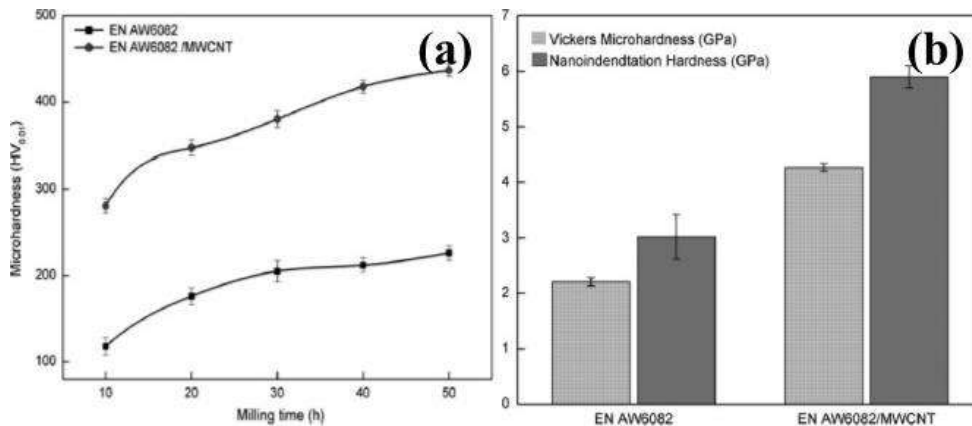 500
400
300
200
100
Microhardness (HV0.01)
EN AW6082
EN AW6082 /MWCNT
(a)
10 20 30 40 50
Milling time (h)
7
6
5
4
3
2
1
0
Vickers Microhardness (GPa)
Nanoindendtation Hardness (GPa)
(b)
EN AW6082 EN AW6082/MWCNT